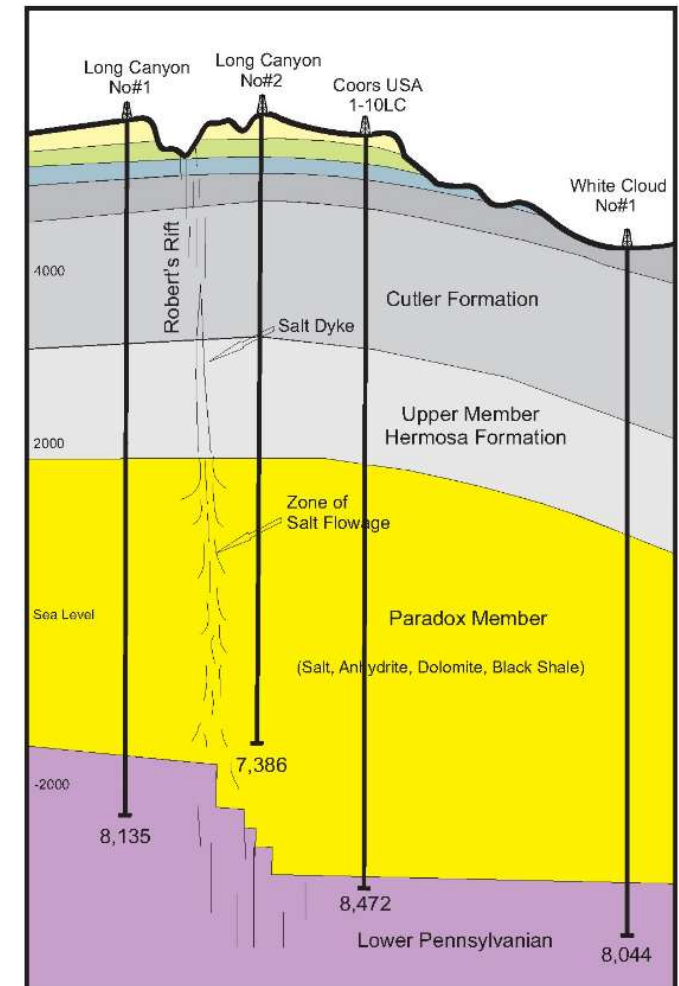 Long Canyon
No#1
Long Canyon
No#2
Coors USA
1-10LC
White Cloud
No#1
Robert's Rift
4000
Salt Dyke
Cutler Formation
Upper Member
Hermosa Formation
2000
Zone of
Salt Flowage
Sea Level
Paradox Member
(Salt, Anhydrite, Dolomite, Black Shale)
-2000
7,386
8,135
8,472
Lower Pennsylvanian
8,044